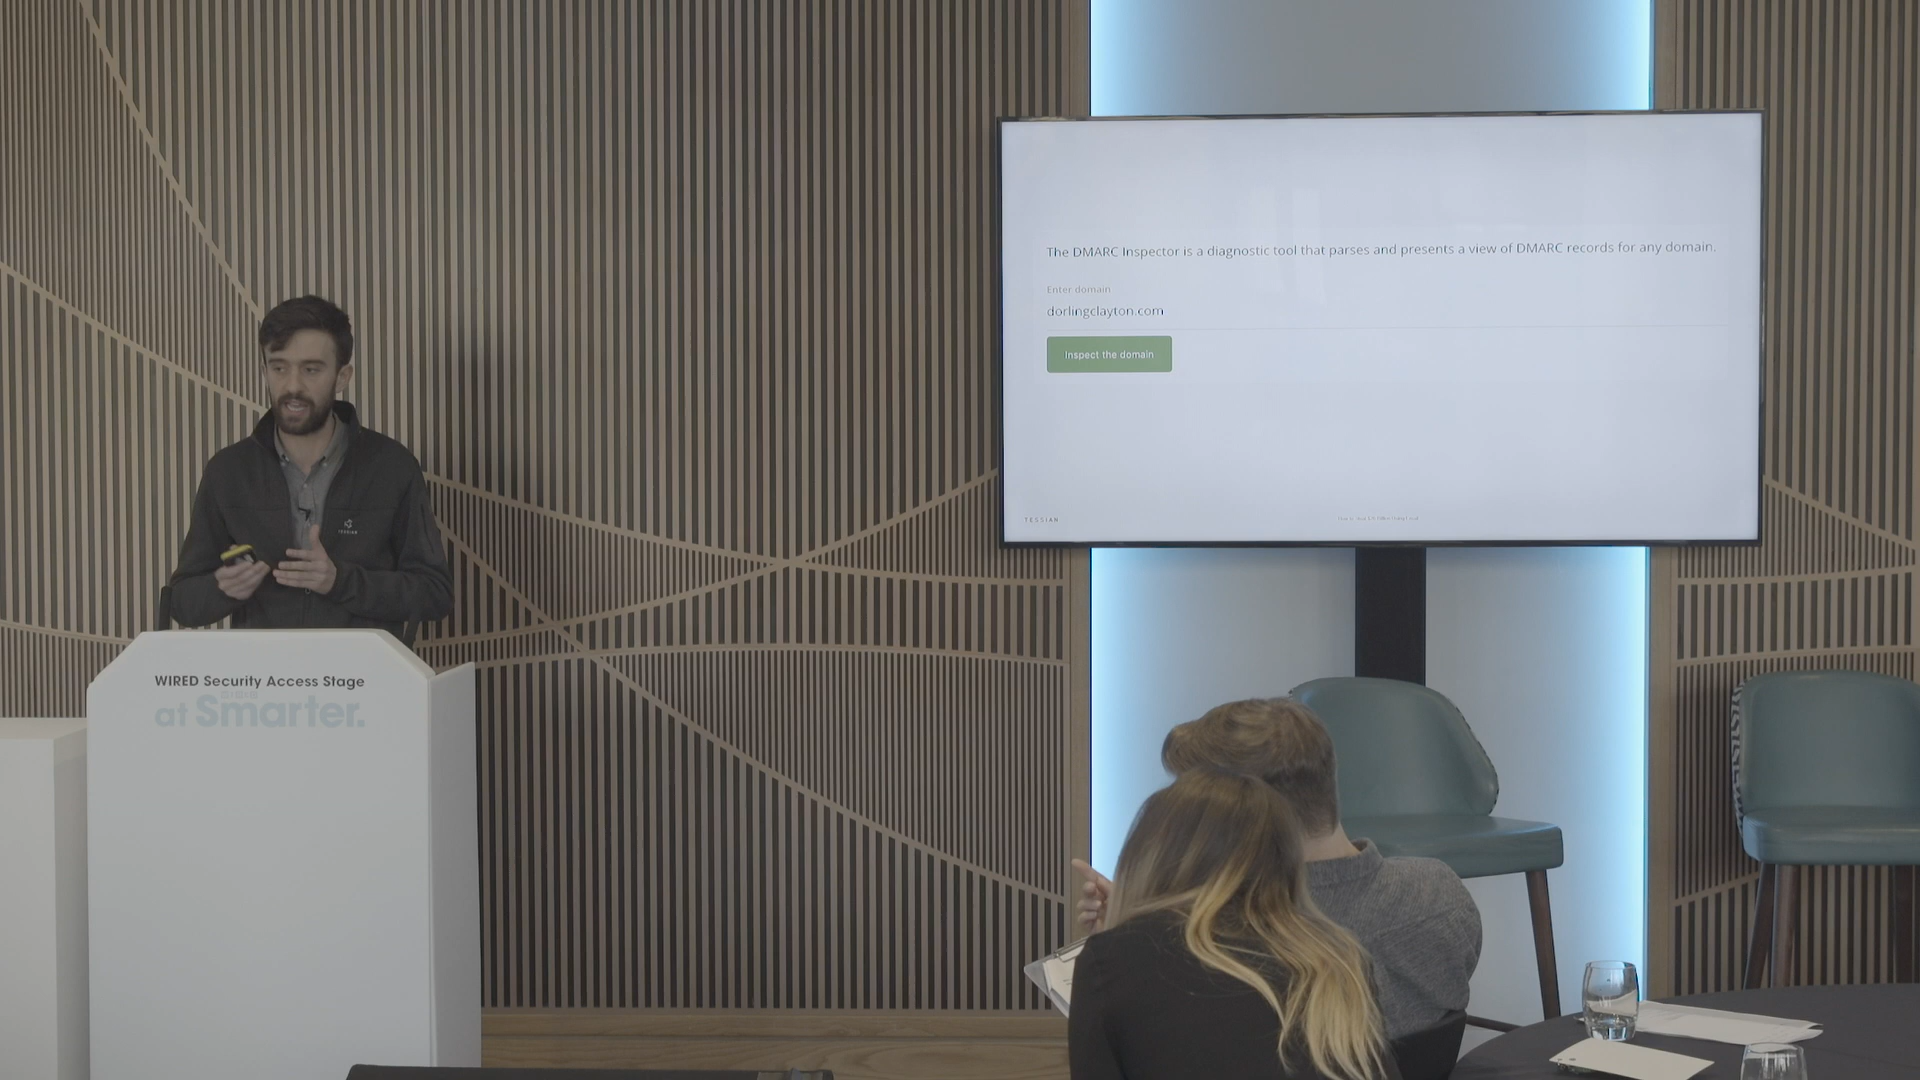 The DMARC Inspector is a diagnostic tool that parses and presents a view of DMARC records for any domain.
Enter domain
dorlingclayton.com
Inspect the domain
TESSIAN
TESSIAN
WIRED Security Access Stage
at Smarter.